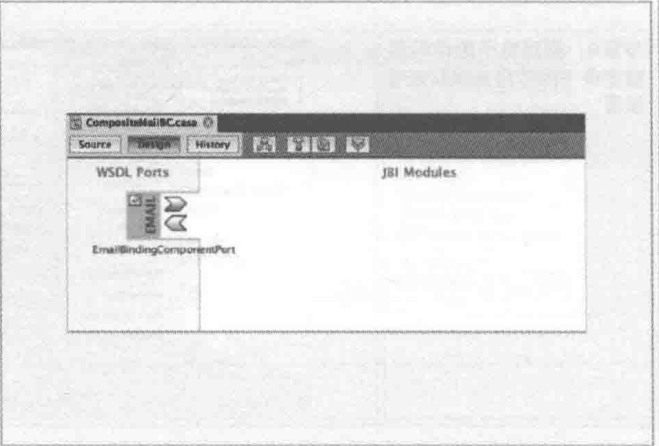 CompositeMailBC.casa
Source Design History
WSDL Ports JBI Modules
EMAIL
EmailBindingComponentPort